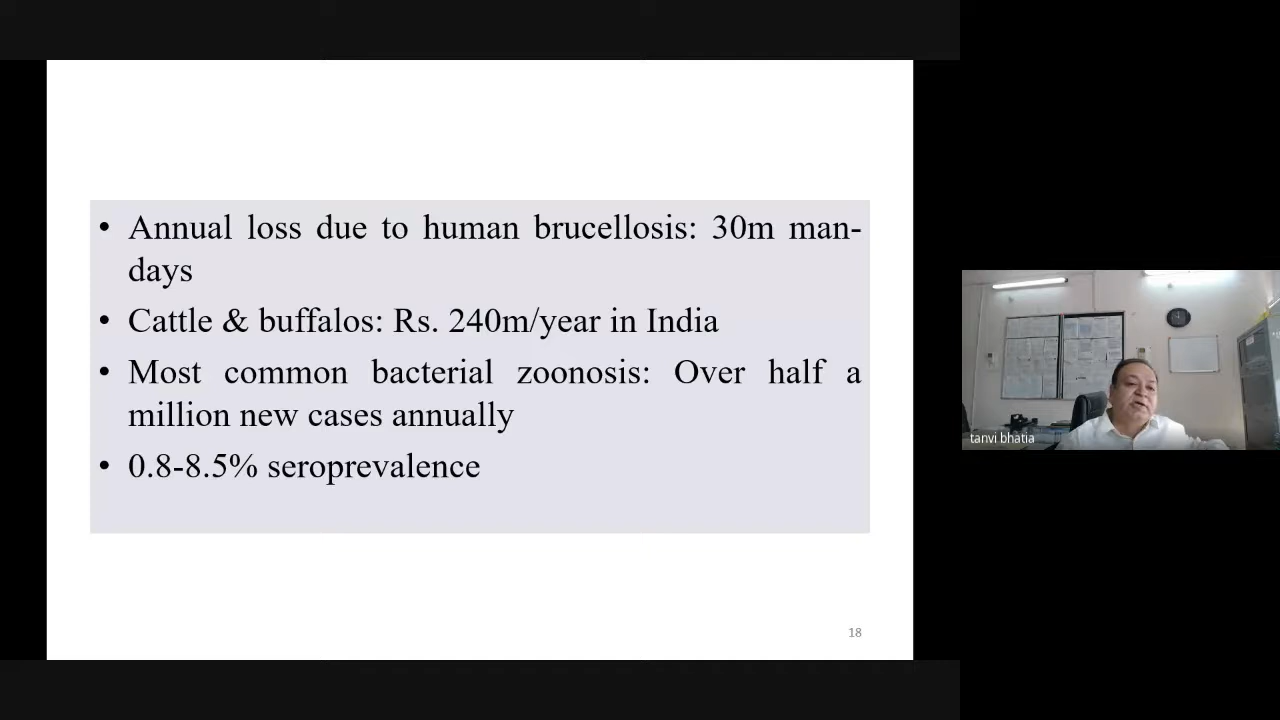 • Annual loss due to human brucellosis: 30m man-
days
• Cattle & buffalos: Rs. 240m/year in India
• Most common bacterial zoonosis: Over half a
million new cases annually
• 0.8-8.5% seroprevalence
18
tanvi bhatia